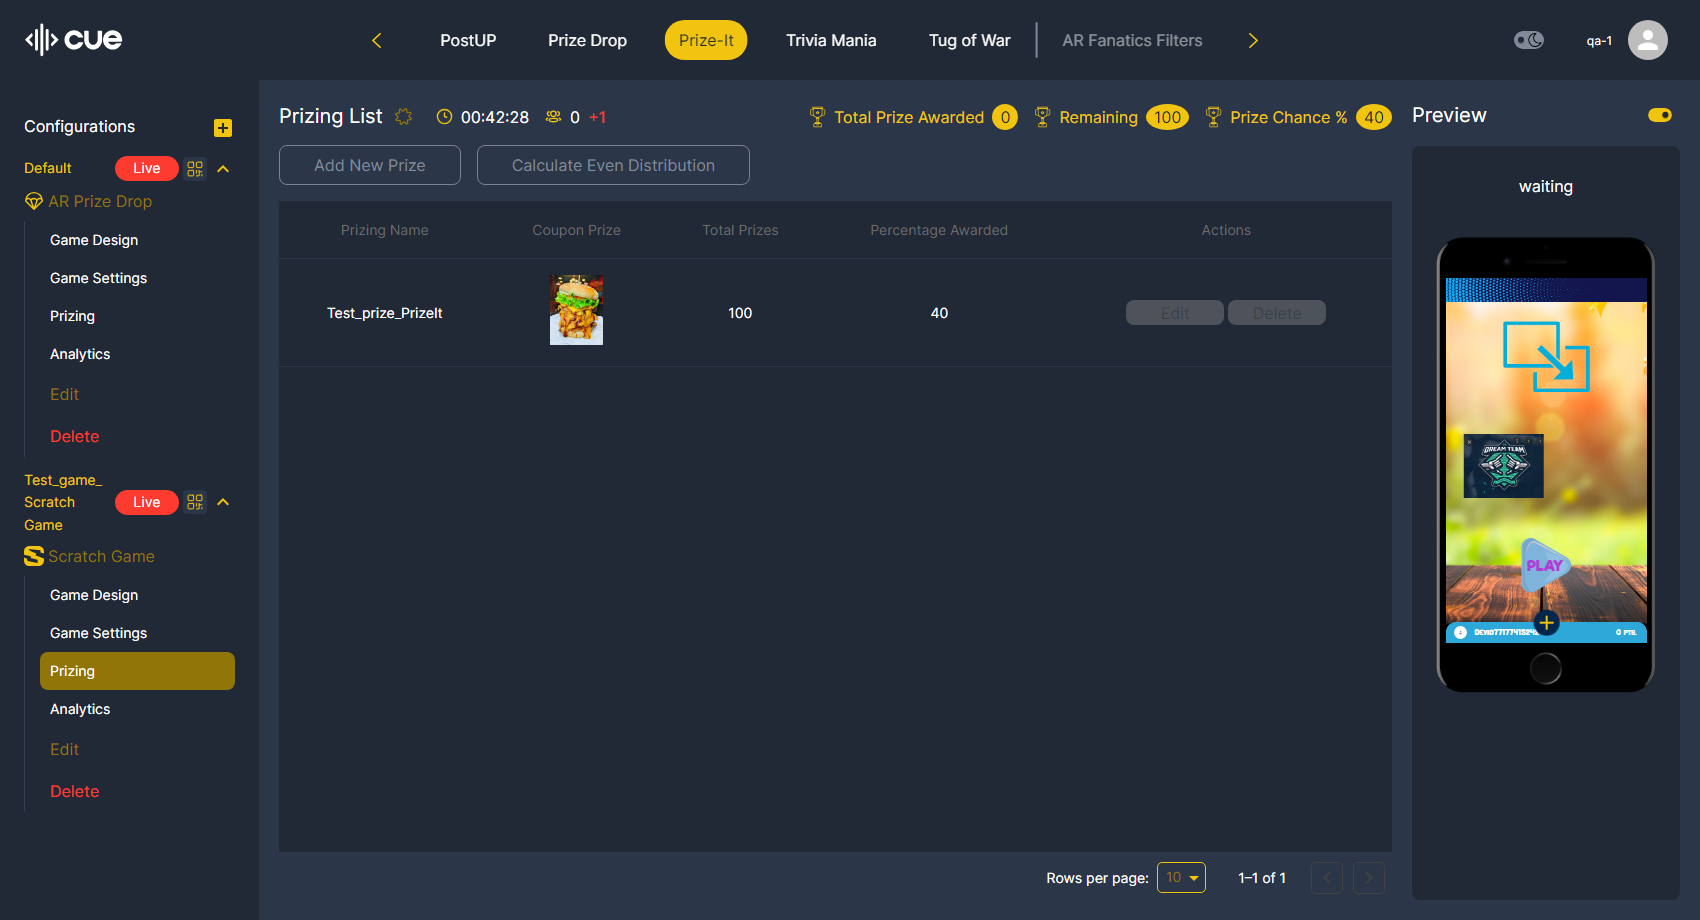 cue
PostUP
Prize Drop
Prize-It
Trivia Mania
Tug of War
AR Fanatics Filters
qa-1
Configurations
Default
Live
AR Prize Drop
Game Design
Game Settings
Prizing
Analytics
Edit
Delete
Test_game_
Scratch
Game
Live
Scratch Game
Game Design
Game Settings
Prizing
Analytics
Edit
Delete
Prizing List
00:42:28
0 +1
Total Prize Awarded 0
Remaining 100
Prize Chance % 40
Add New Prize
Calculate Even Distribution
Prizing Name
Coupon Prize
Total Prizes
Percentage Awarded
Actions
Test_prize_PrizeIt
100
40
Edit
Delete
Rows per page: 10
1–1 of 1
Preview
waiting
DREAM TEAM
PLAY
0 PTS.